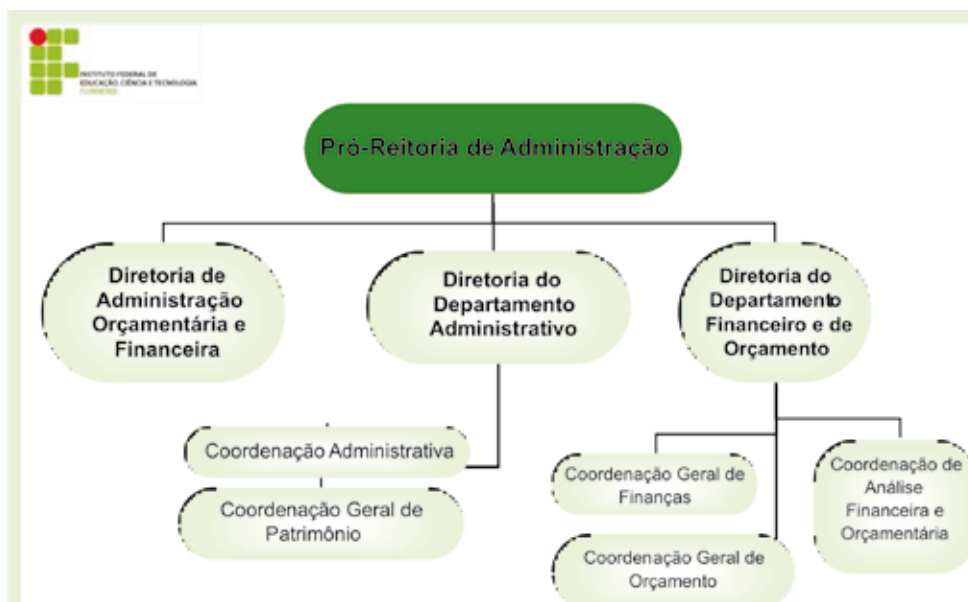 INSTITUTO FEDERAL DE
EDUCAÇÃO, CIÊNCIA E TECNOLOGIA
FLUMINENSE
Pró-Reitoria de Administração
Diretoria de
Administração
Orçamentária e
Financeira
Diretoria do
Departamento
Administrativo
Diretoria do
Departamento
Financeiro e de
Orçamento
Coordenação Administrativa
Coordenação Geral de
Patrimônio
Coordenação Geral de
Finanças
Coordenação Geral de
Orçamento
Coordenação de
Análise
Financeira e
Orçamentária